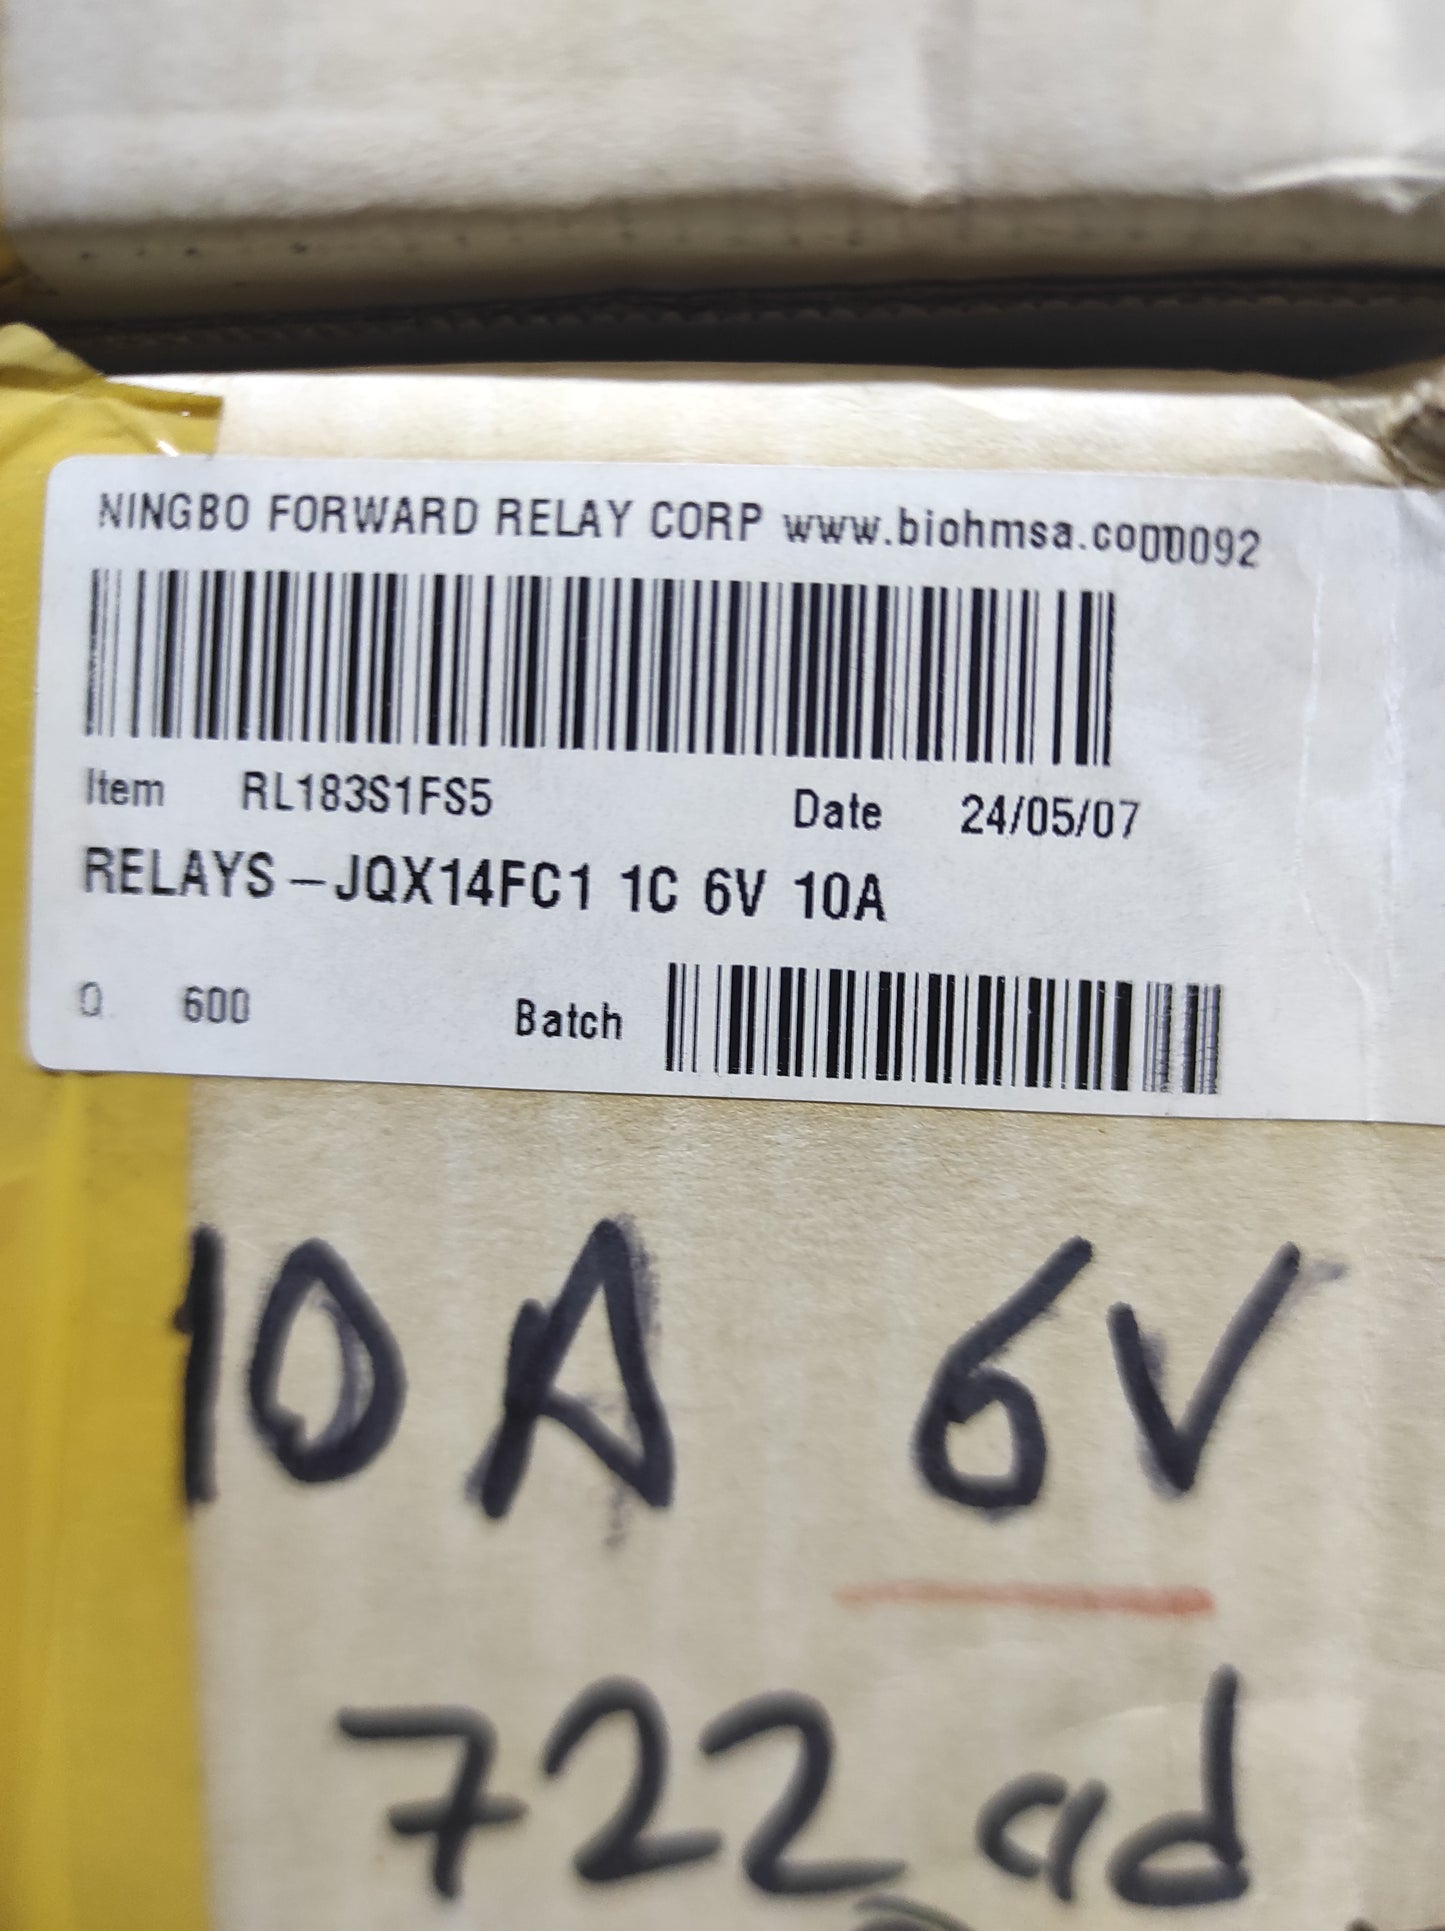 NINGBO FORWARD RELAY CORP www.biohmsa.co00092
Item RL183S1FS5 Date 24/05/07
RELAYS - JQX14FC1 1C 6V 10A
Q. 600 Batch
10A 6V
722 ad